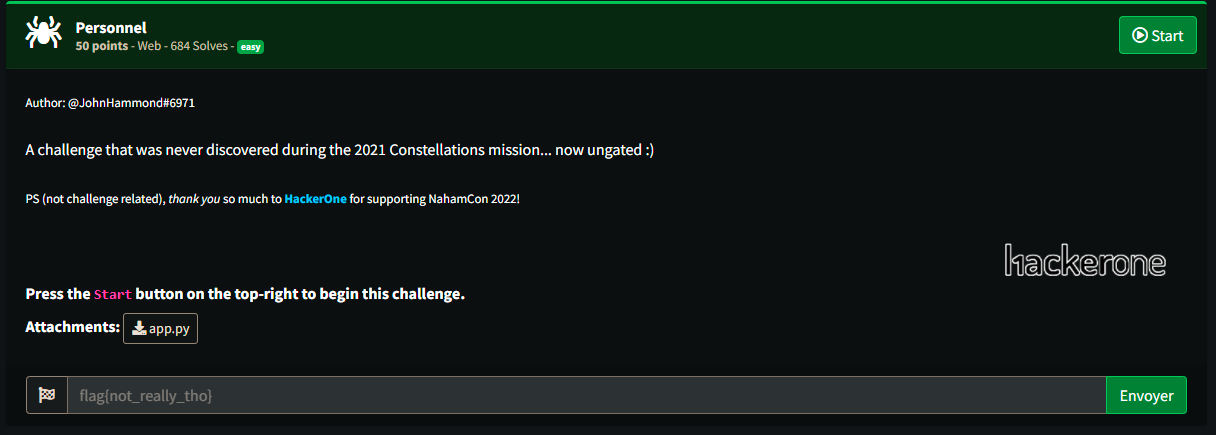 Personnel
50 points - Web - 684 Solves - easy
Start
Author: @JohnHammond#6971
A challenge that was never discovered during the 2021 Constellations mission... now ungated :)
PS (not challenge related), thank you so much to HackerOne for supporting NahamCon 2022!
hackerone
Press the Start button on the top-right to begin this challenge.
Attachments: app.py
flag{not_really_tho}
Envoyer